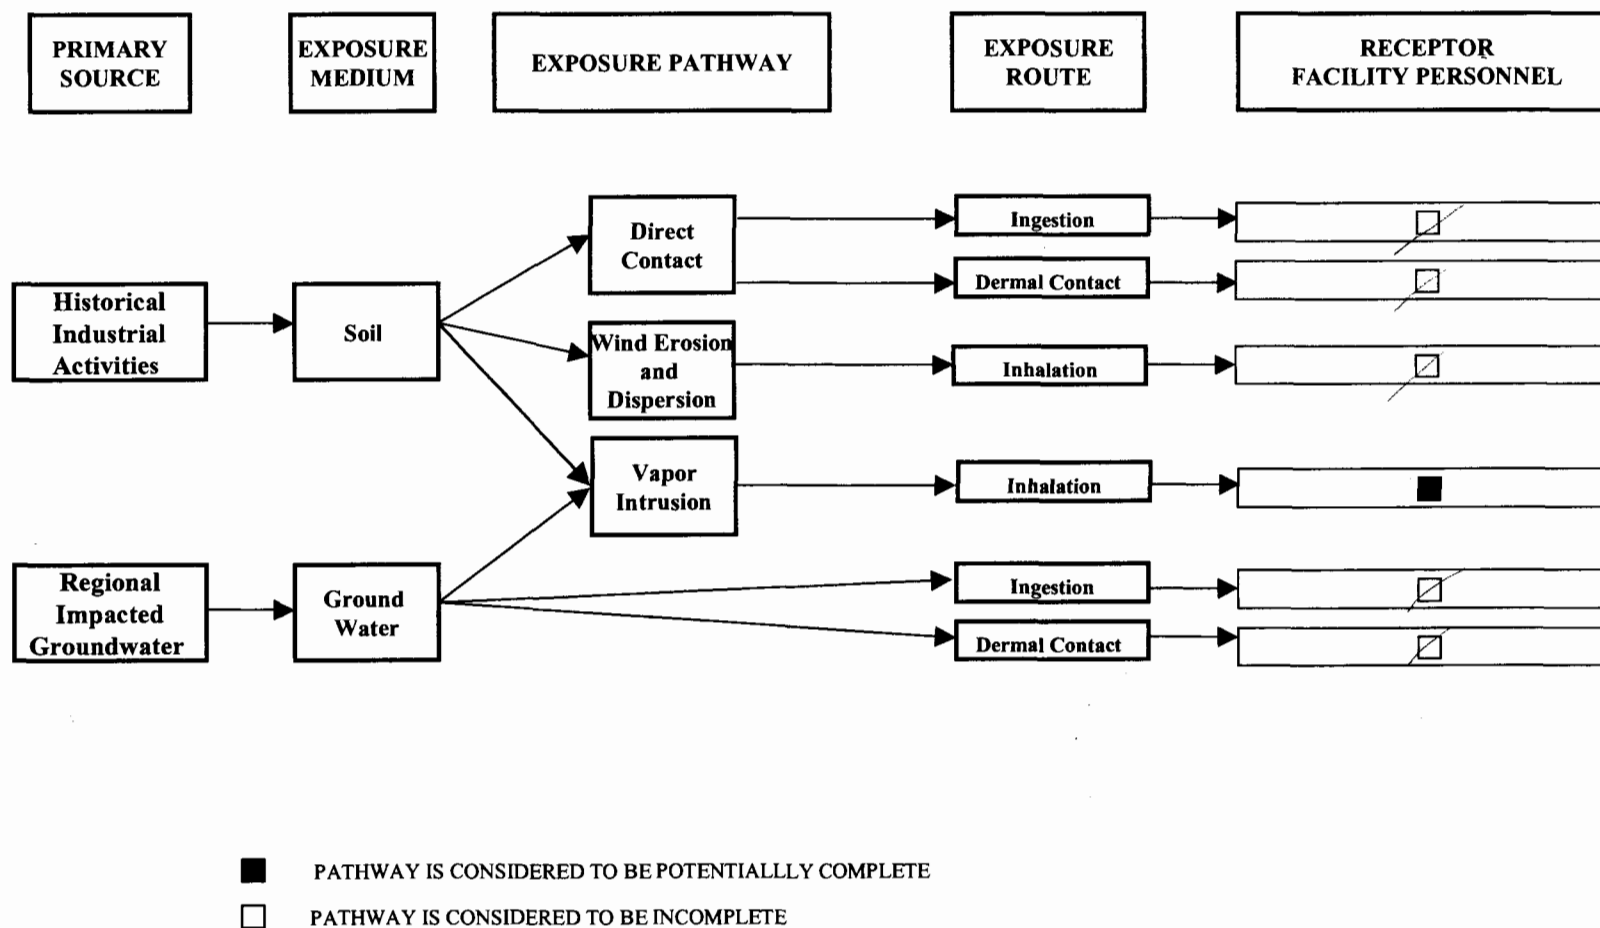 PRIMARY
SOURCE
EXPOSURE
MEDIUM
EXPOSURE PATHWAY
EXPOSURE
ROUTE
RECEPTOR
FACILITY PERSONNEL
Historical
Industrial
Activities
Soil
Direct
Contact
Ingestion
Dermal Contact
Wind Erosion
and
Dispersion
Inhalation
Vapor
Intrusion
Inhalation
Regional
Impacted
Groundwater
Ground
Water
Ingestion
Dermal Contact
PATHWAY IS CONSIDERED TO BE POTENTIALLLY COMPLETE
PATHWAY IS CONSIDERED TO BE INCOMPLETE